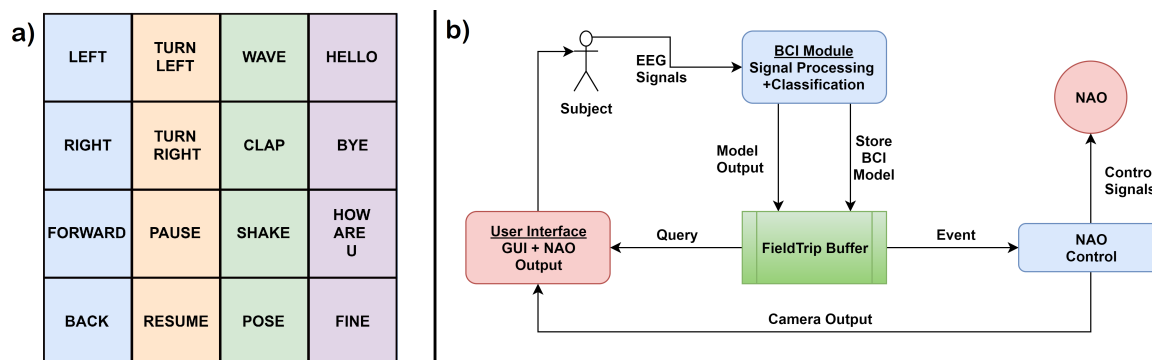 a)
LEFT
TURN
LEFT
WAVE
HELLO
RIGHT
TURN
RIGHT
CLAP
BYE
FORWARD
PAUSE
SHAKE
HOW
ARE
U
BACK
RESUME
POSE
FINE
b)
Subject
EEG
Signals
BCI Module
Signal Processing
+Classification
NAO
Model
Output
Store
BCI
Model
Control
Signals
User Interface
GUI + NAO
Output
Query
FieldTrip Buffer
Event
NAO
Control
Camera Output